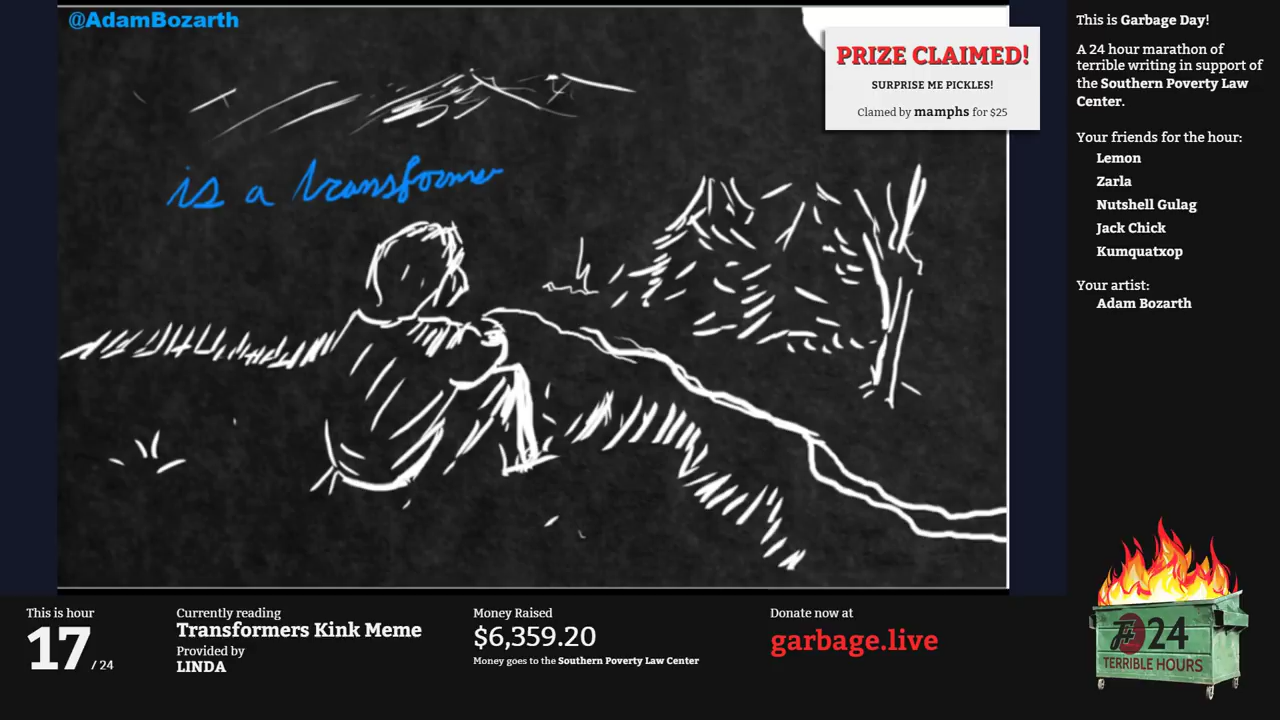 @AdamBozarth
PRIZE CLAIMED!
SURPRISE ME PICKLES!
Clamed by mamphs for $25
is a transforme
This is Garbage Day!
A 24 hour marathon of
terrible writing in support of
the Southern Poverty Law
Center.
Your friends for the hour:
Lemon
Zarla
Nutshell Gulag
Jack Chick
Kumquatxop
Your artist:
Adam Bozarth
This is hour
17 / 24
Currently reading
Transformers Kink Meme
Provided by
LINDA
Money Raised
$6,359.20
Money goes to the Southern Poverty Law Center
Donate now at
garbage.live
24
TERRIBLE HOURS